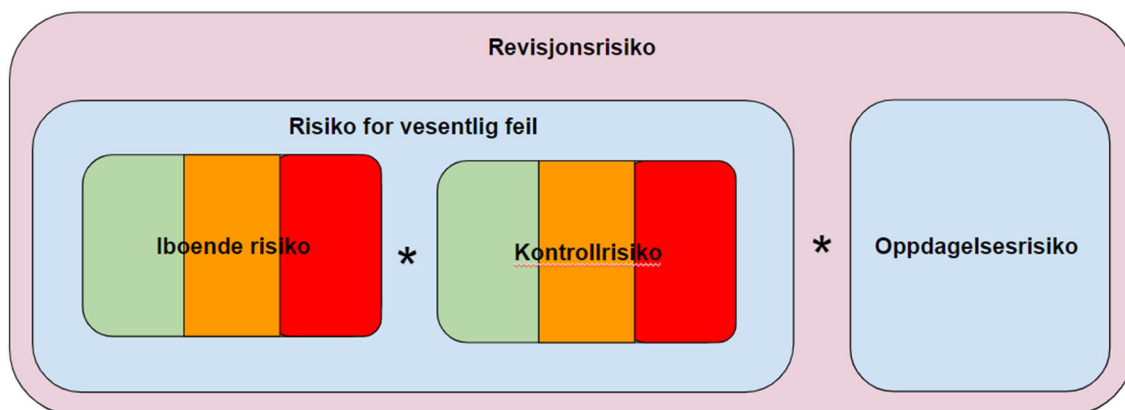 Revisjonsrisiko
Risiko for vesentlig feil
Iboende risiko
*
Kontrollrisiko
*
Oppdagelsesrisiko